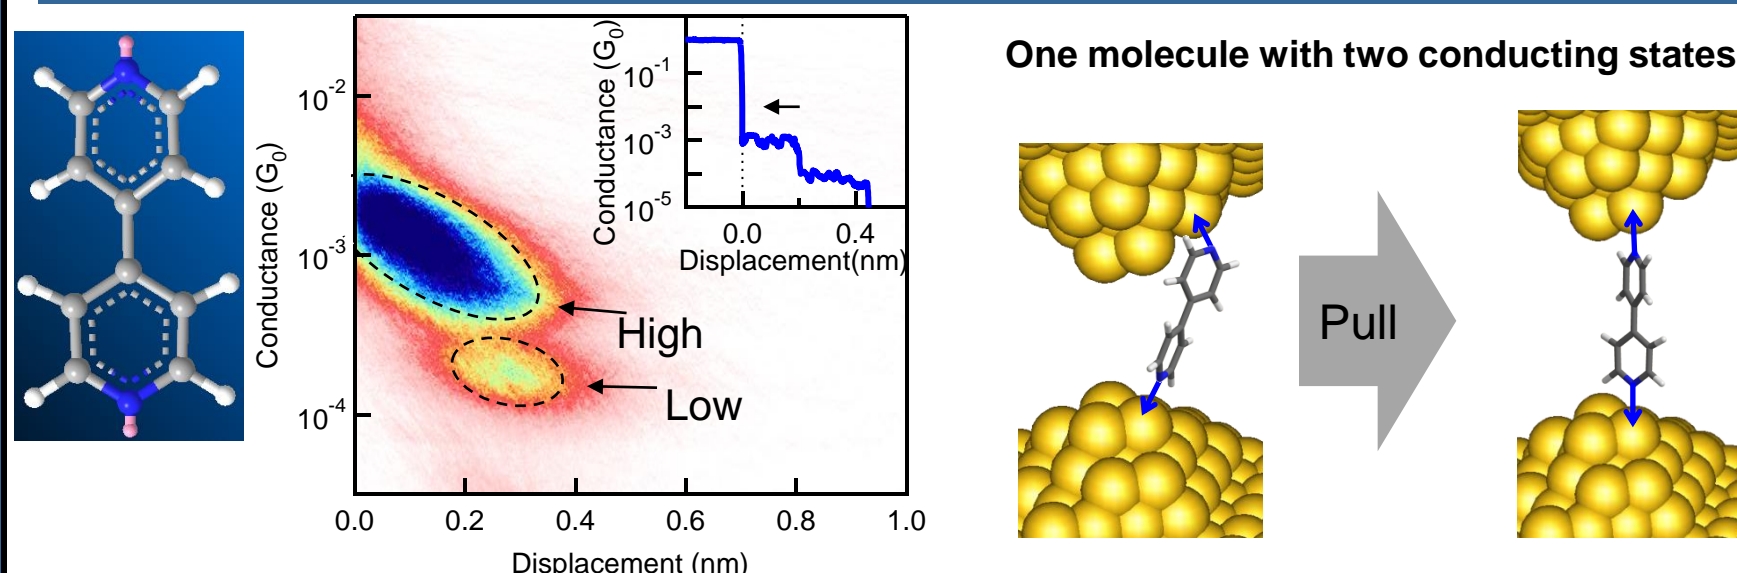 One molecule with two conducting states
Conductance (G0)
10-2
10-3
10-4
0.0 0.2 0.4 0.6 0.8 1.0
Displacement (nm)
Conductance (G0)
10-1
10-3
10-5
0.0 0.4
Displacement(nm)
High
Low
Pull